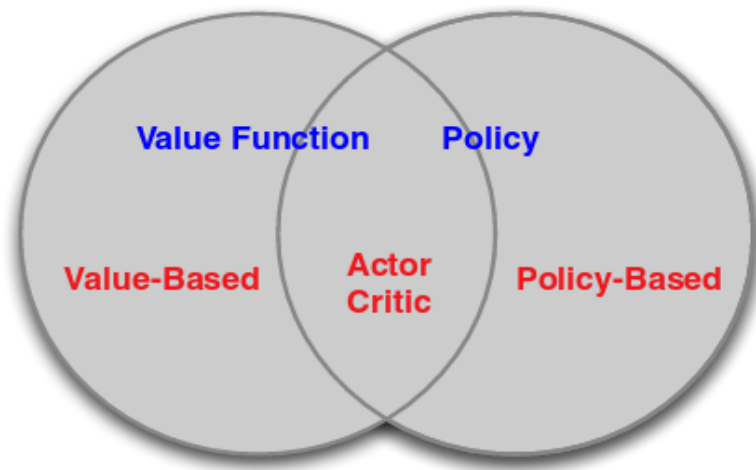 Value Function
Policy
Value-Based
Actor
Critic
Policy-Based